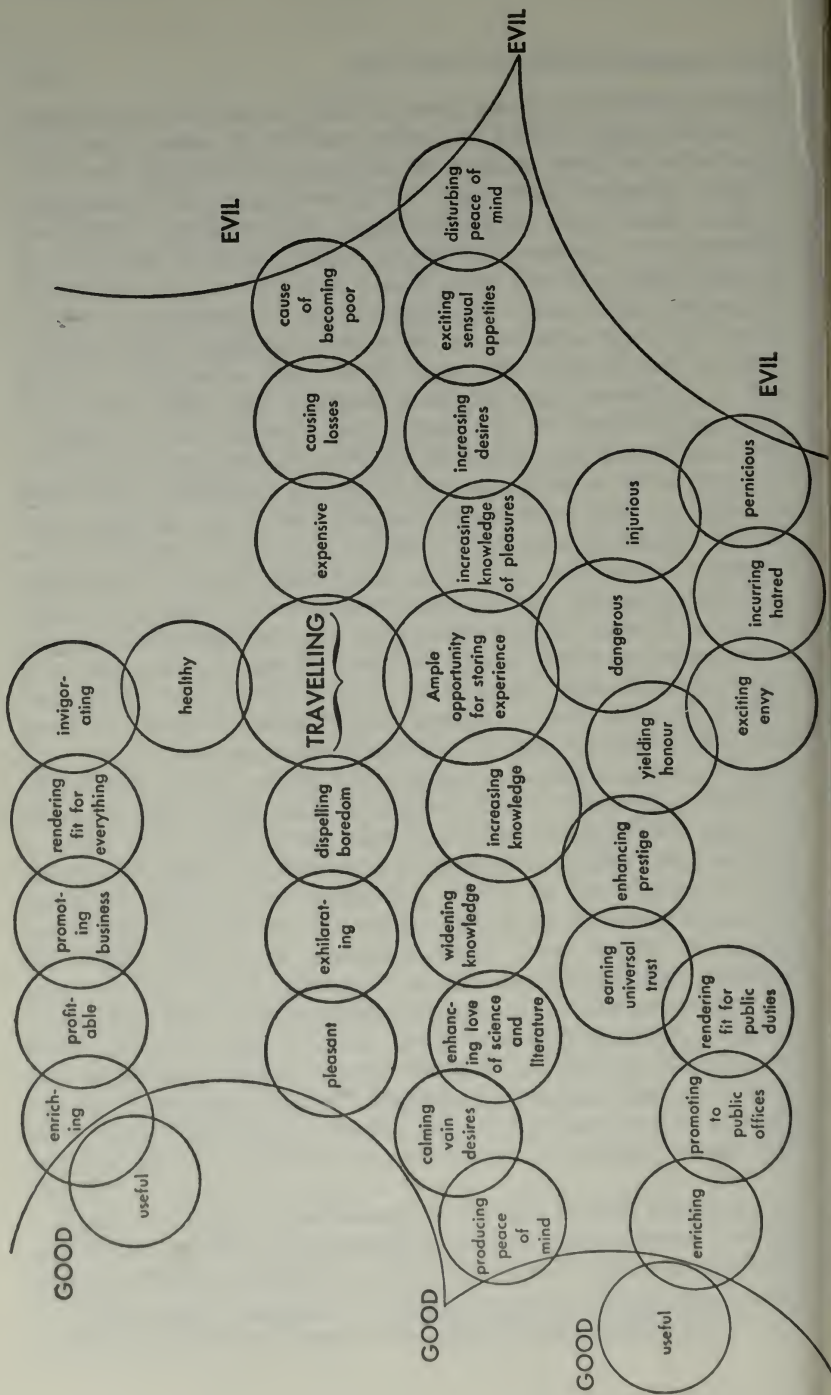 GOOD
useful
enrich-
ing
profit-
able
promot-
ing
business
rendering
fit for
everything
invigor-
ating
healthy
EVIL
pleasant
exhilarat-
ing
dispelling
boredom
TRAVELLING
expensive
causing
losses
cause
of
becoming
poor
GOOD
producing
peace
of
mind
calming
vain
desires
enhanc-
ing love
of science
and
literature
widening
knowledge
increasing
knowledge
Ample
opportunity
for storing
experience
increasing
knowledge
of pleasures
increasing
desires
exciting
sensual
appetites
disturbing
peace of
mind
EVIL
GOOD
useful
enriching
promoting
to
public
offices
rendering
fit for
public
duties
earning
universal
trust
enhancing
prestige
yielding
honour
dangerous
injurious
exciting
envy
incurring
hatred
pernicious
EVIL